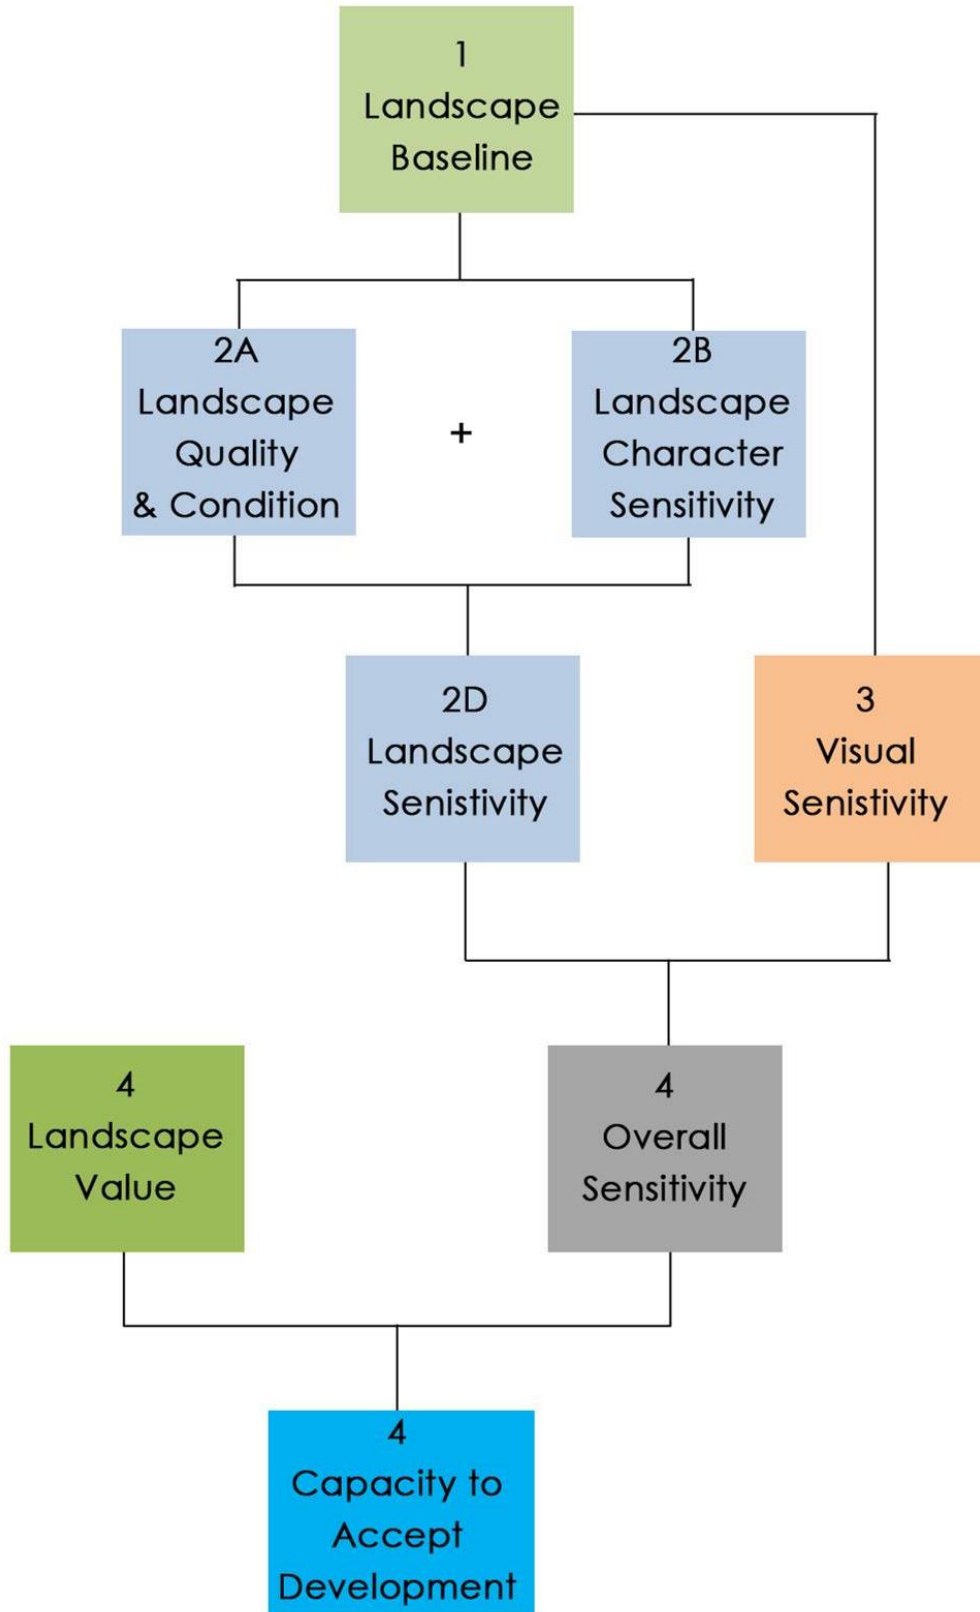 1
Landscape
Baseline
2A
Landscape
Quality
& Condition
+
2B
Landscape
Character
Sensitivity
2D
Landscape
Senistivity
3
Visual
Senistivity
4
Landscape
Value
4
Overall
Sensitivity
4
Capacity to
Accept
Development